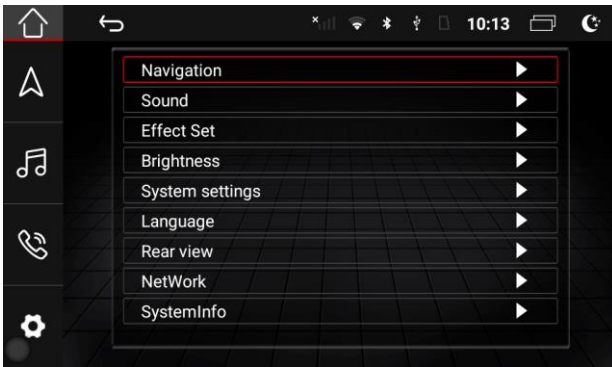 10:13
Navigation
Sound
Effect Set
Brightness
System settings
Language
Rear view
NetWork
SystemInfo